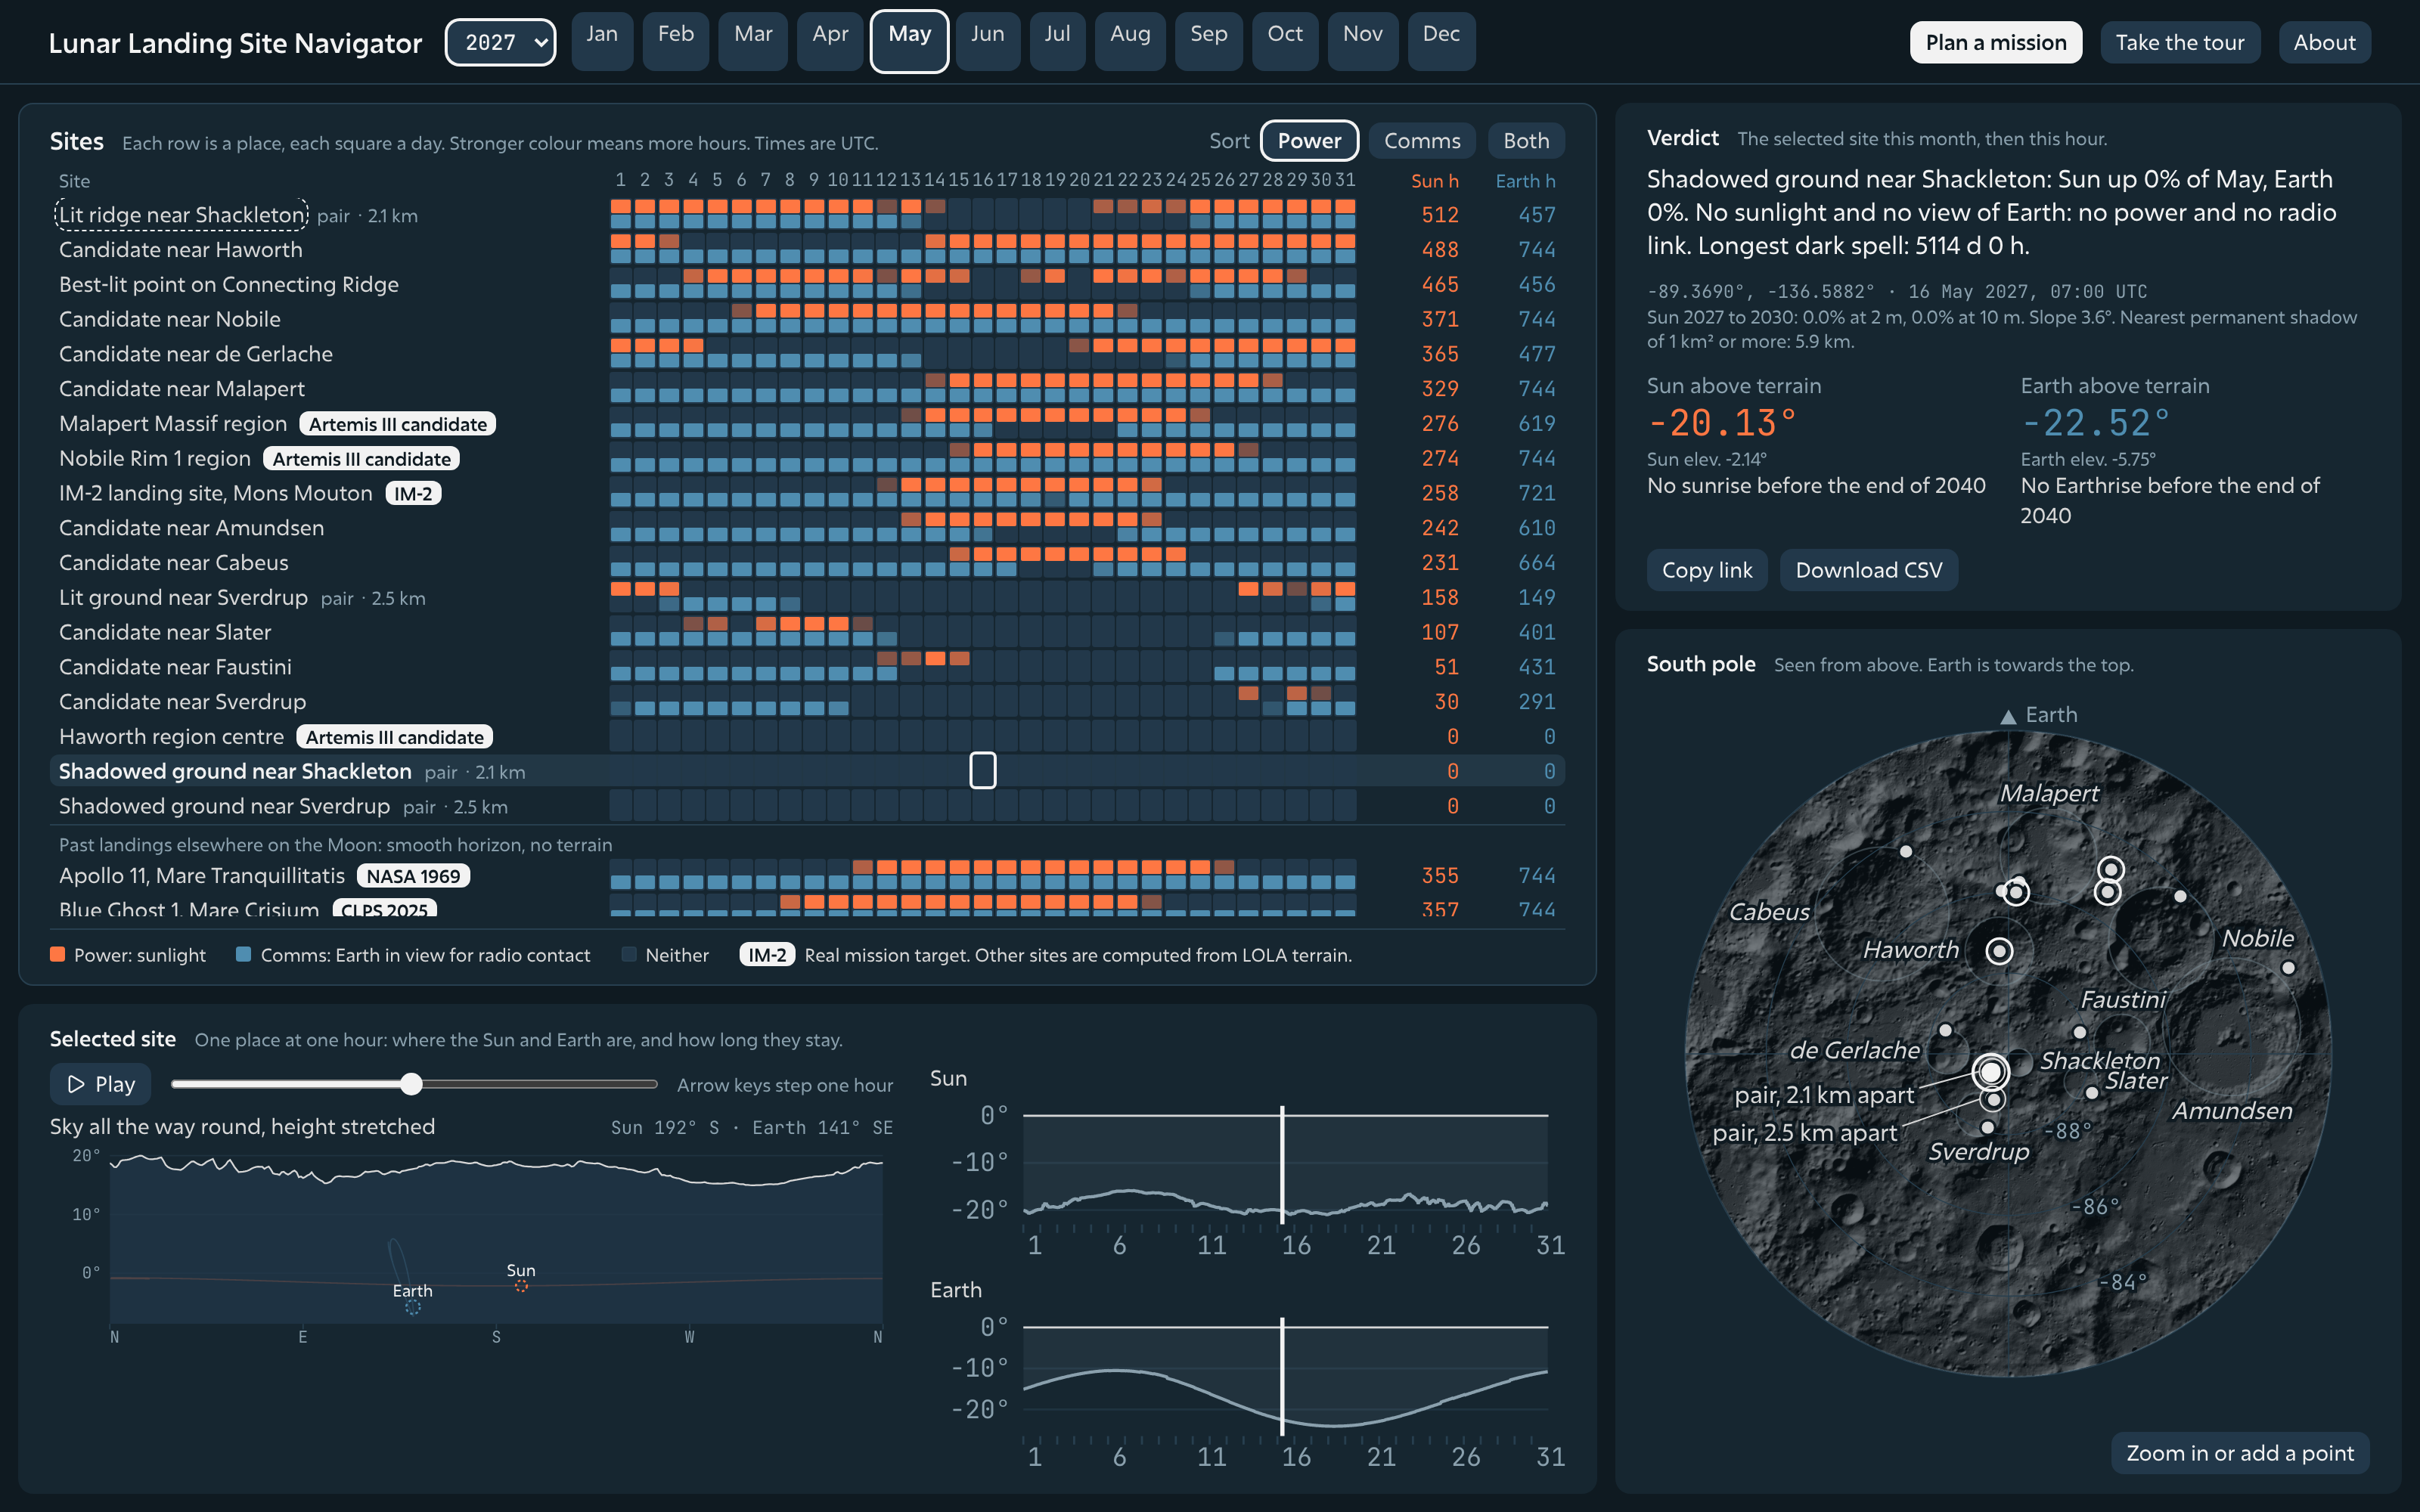 Lunar Landing Site Navigator 2027 Jan Feb Mar Apr May Jun Jul Aug Sep Oct Nov Dec Plan a mission Take the tour About
Sites Each row is a place, each square a day. Stronger colour means more hours. Times are UTC. Sort Power Comms Both
Site 1 2 3 4 5 6 7 8 9 10 11 12 13 14 15 16 17 18 19 20 21 22 23 24 25 26 27 28 29 30 31 Sun h Earth h
Lit ridge near Shackleton pair · 2.1 km 512 457
Candidate near Haworth 488 744
Best-lit point on Connecting Ridge 465 456
Candidate near Nobile 371 744
Candidate near de Gerlache 365 477
Candidate near Malapert 329 744
Malapert Massif region Artemis III candidate 276 619
Nobile Rim 1 region Artemis III candidate 274 744
IM-2 landing site, Mons Mouton IM-2 258 721
Candidate near Amundsen 242 610
Candidate near Cabeus 231 664
Lit ground near Sverdrup pair · 2.5 km 158 149
Candidate near Slater 107 401
Candidate near Faustini 51 431
Candidate near Sverdrup 30 291
Haworth region centre Artemis III candidate 0 0
Shadowed ground near Shackleton pair · 2.1 km 0 0
Shadowed ground near Sverdrup pair · 2.5 km 0 0
Past landings elsewhere on the Moon: smooth horizon, no terrain
Apollo 11, Mare Tranquillitatis NASA 1969 355 744
Blue Ghost 1, Mare Crisium CLPS 2025 357 744
Power: sunlight Comms: Earth in view for radio contact Neither IM-2 Real mission target. Other sites are computed from LOLA terrain.
Selected site One place at one hour: where the Sun and Earth are, and how long they stay.
Play Arrow keys step one hour
Sky all the way round, height stretched Sun 192° S · Earth 141° SE
20°
10°
0°
Sun
Earth
N E S W N
Sun
0°
-10°
-20°
1 6 11 16 21 26 31
Earth
0°
-10°
-20°
1 6 11 16 21 26 31
Verdict The selected site this month, then this hour.
Shadowed ground near Shackleton: Sun up 0% of May, Earth
0%. No sunlight and no view of Earth: no power and no radio
link. Longest dark spell: 5114 d 0 h.
-89.3690°, -136.5882° · 16 May 2027, 07:00 UTC
Sun 2027 to 2030: 0.0% at 2 m, 0.0% at 10 m. Slope 3.6°. Nearest permanent shadow
of 1 km² or more: 5.9 km.
Sun above terrain Earth above terrain
-20.13° -22.52°
Sun elev. -2.14° Earth elev. -5.75°
No sunrise before the end of 2040 No Earthrise before the end of
2040
Copy link Download CSV
South pole Seen from above. Earth is towards the top.
▲ Earth
Malapert
Cabeus
Haworth
Nobile
Faustini
de Gerlache
Shackleton
Slater
pair, 2.1 km apart
Amundsen
pair, 2.5 km apart
-88°
Sverdrup
-86°
-84°
Zoom in or add a point